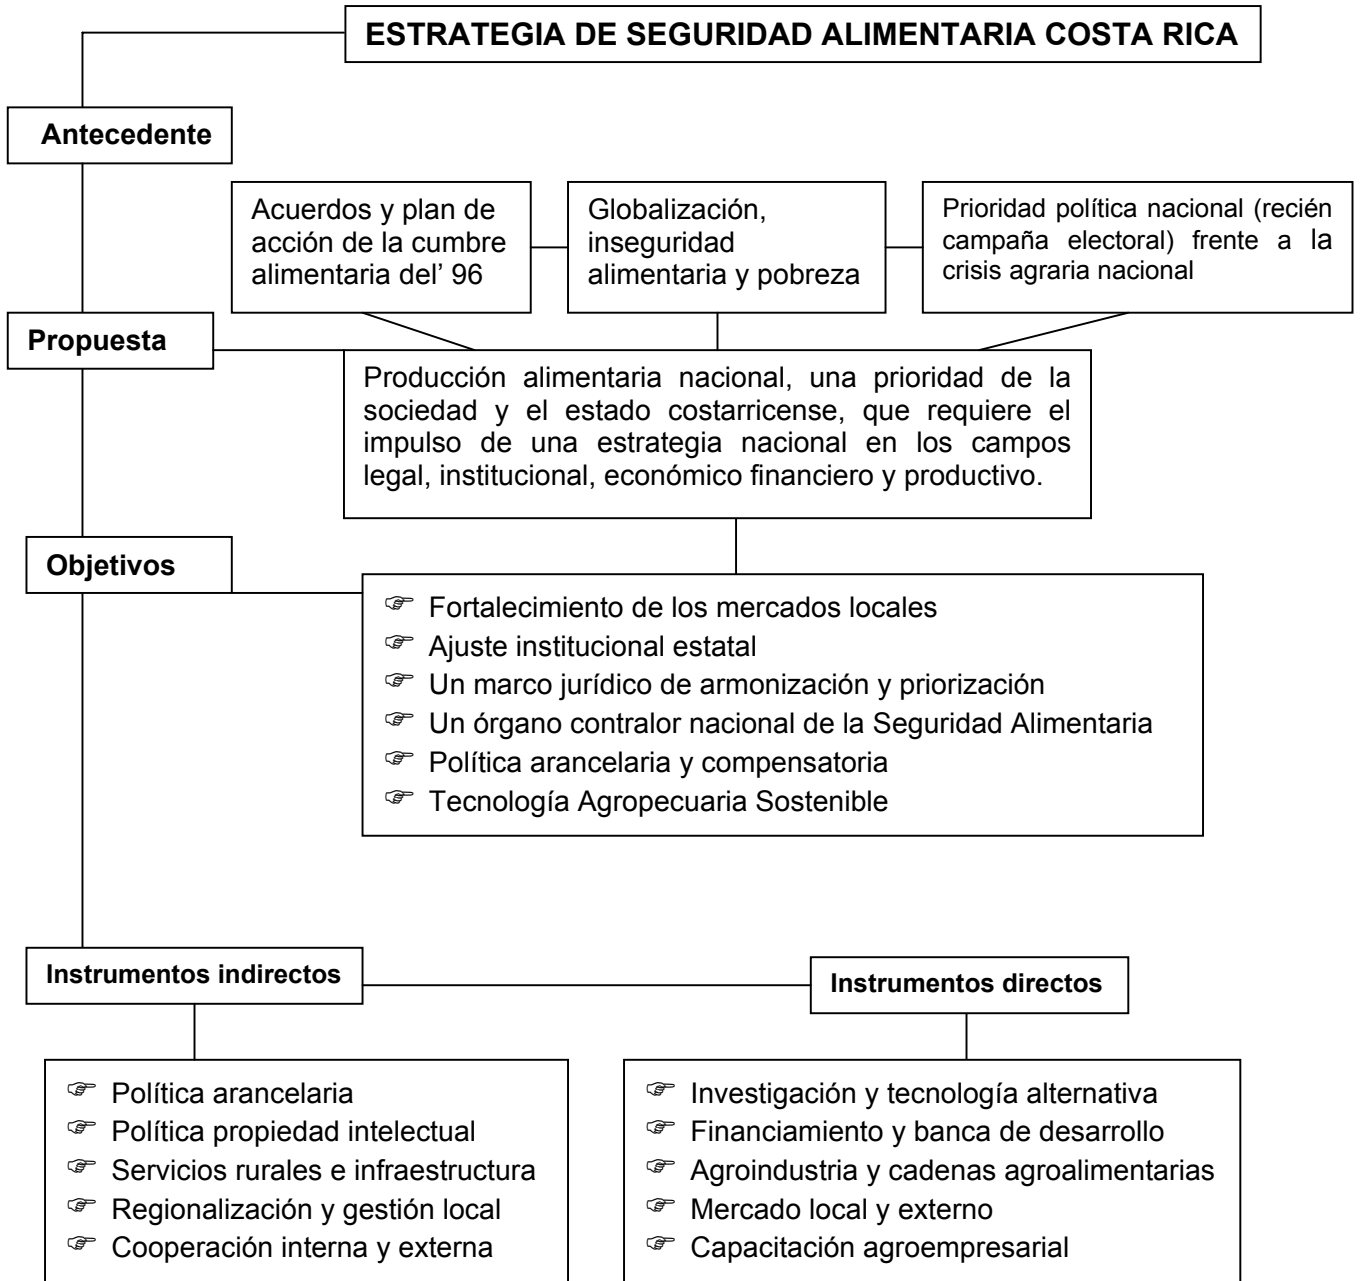 ESTRATEGIA DE SEGURIDAD ALIMENTARIA COSTA RICA
Antecedente
Acuerdos y plan de
acción de la cumbre
alimentaria del’ 96
Globalización,
inseguridad
alimentaria y pobreza
Prioridad política nacional (recién
campaña electoral) frente a la
crisis agraria nacional
Propuesta
Producción alimentaria nacional, una prioridad de la
sociedad y el estado costarricense, que requiere el
impulso de una estrategia nacional en los campos
legal, institucional, económico financiero y productivo.
Objetivos
☞ Fortalecimiento de los mercados locales
☞ Ajuste institucional estatal
☞ Un marco jurídico de armonización y priorización
☞ Un órgano contralor nacional de la Seguridad Alimentaria
☞ Política arancelaria y compensatoria
☞ Tecnología Agropecuaria Sostenible
Instrumentos indirectos
☞ Política arancelaria
☞ Política propiedad intelectual
☞ Servicios rurales e infraestructura
☞ Regionalización y gestión local
☞ Cooperación interna y externa
Instrumentos directos
☞ Investigación y tecnología alternativa
☞ Financiamiento y banca de desarrollo
☞ Agroindustria y cadenas agroalimentarias
☞ Mercado local y externo
☞ Capacitación agroempresarial